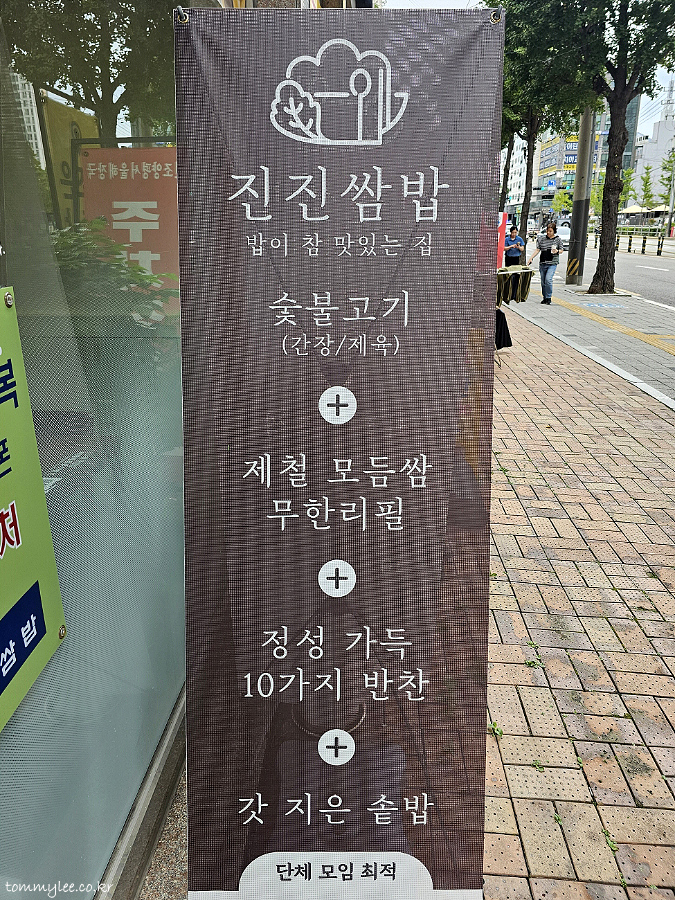 진진쌈밥
밥이 참 맛있는 집
숯불고기
(간장/제육)
+
제철 모듬쌈
무한리필
+
정성 가득
10가지 반찬
+
갓 지은 솥밥
단체 모임 최적
쌈밥
tommylee.co.kr